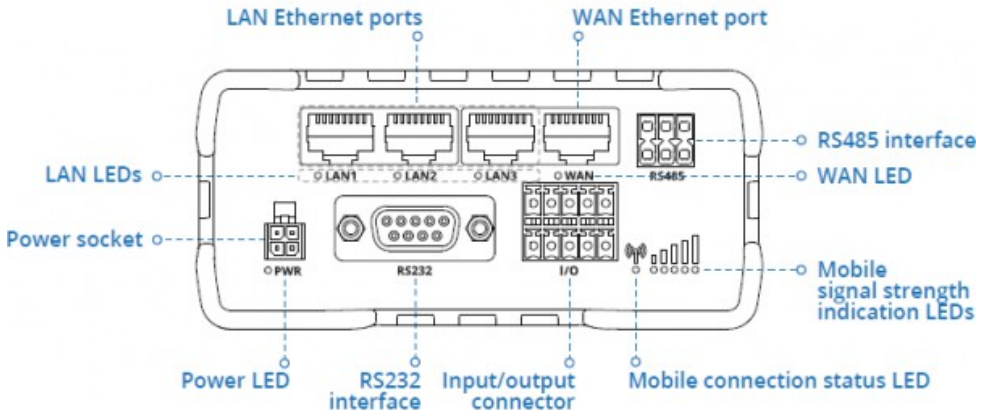 LAN Ethernet ports
WAN Ethernet port
RS485 interface
LAN LEDs
LAN1
LAN2
LAN3
WAN
RS485
WAN LED
Power socket
PWR
RS232
I/O
Mobile
signal strength
indication LEDs
Power LED
RS232
interface
Input/output
connector
Mobile connection status LED